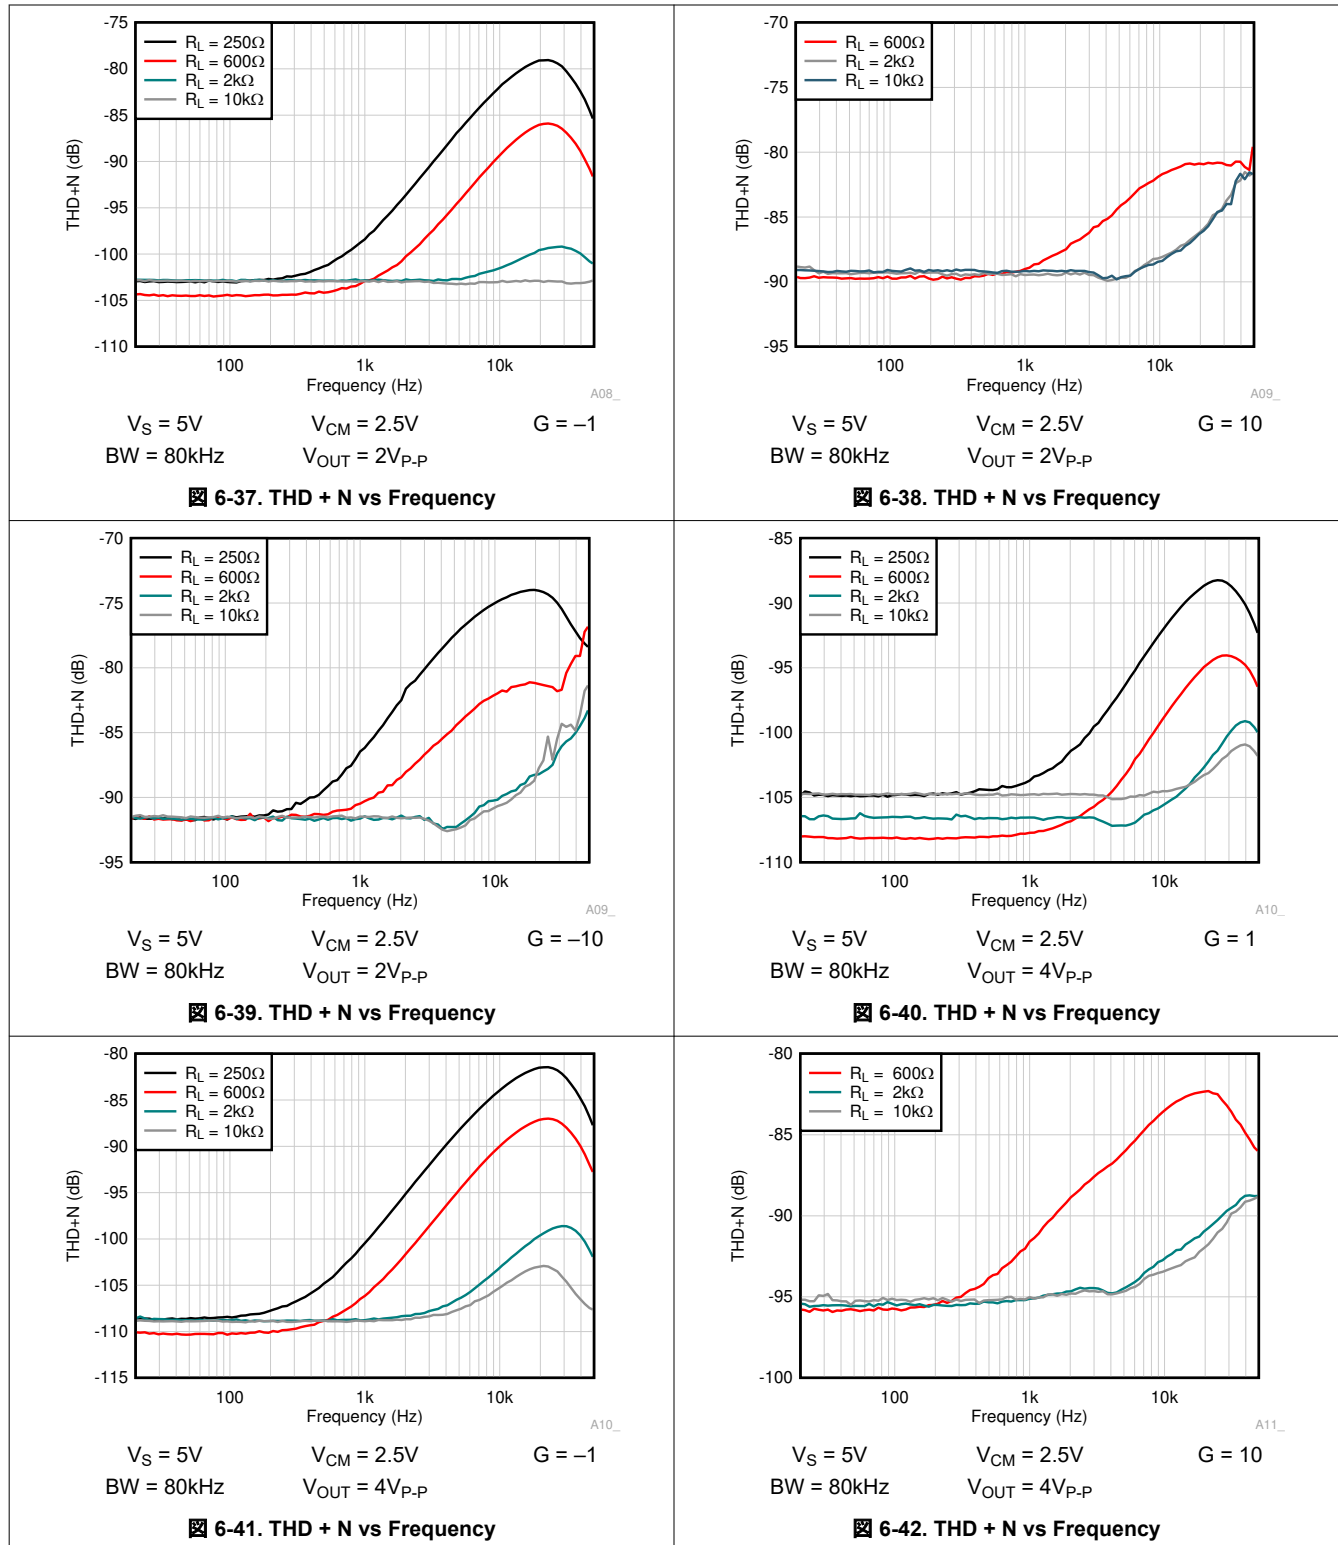 -75
-80
-85
-90
-95
-100
-105
-110
THD+N (dB)
RL = 250Ω
RL = 600Ω
RL = 2kΩ
RL = 10kΩ
100
1k
10k
Frequency (Hz)
A08_
VS = 5V
VCM = 2.5V
G = –1
BW = 80kHz
VOUT = 2VP-P
図 6-37. THD + N vs Frequency
-70
-75
-80
-85
-90
-95
THD+N (dB)
RL = 600Ω
RL = 2kΩ
RL = 10kΩ
100
1k
10k
Frequency (Hz)
A09_
VS = 5V
VCM = 2.5V
G = 10
BW = 80kHz
VOUT = 2VP-P
図 6-38. THD + N vs Frequency
-70
-75
-80
-85
-90
-95
THD+N (dB)
RL = 250Ω
RL = 600Ω
RL = 2kΩ
RL = 10kΩ
100
1k
10k
Frequency (Hz)
A09_
VS = 5V
VCM = 2.5V
G = –10
BW = 80kHz
VOUT = 2VP-P
図 6-39. THD + N vs Frequency
-85
-90
-95
-100
-105
-110
THD+N (dB)
RL = 250Ω
RL = 600Ω
RL = 2kΩ
RL = 10kΩ
100
1k
10k
Frequency (Hz)
A10_
VS = 5V
VCM = 2.5V
G = 1
BW = 80kHz
VOUT = 4VP-P
図 6-40. THD + N vs Frequency
-80
-85
-90
-95
-100
-105
-110
-115
THD+N (dB)
RL = 250Ω
RL = 600Ω
RL = 2kΩ
RL = 10kΩ
100
1k
10k
Frequency (Hz)
A10_
VS = 5V
VCM = 2.5V
G = –1
BW = 80kHz
VOUT = 4VP-P
図 6-41. THD + N vs Frequency
-80
-85
-90
-95
-100
THD+N (dB)
RL = 600Ω
RL = 2kΩ
RL = 10kΩ
100
1k
10k
Frequency (Hz)
A11_
VS = 5V
VCM = 2.5V
G = 10
BW = 80kHz
VOUT = 4VP-P
図 6-42. THD + N vs Frequency